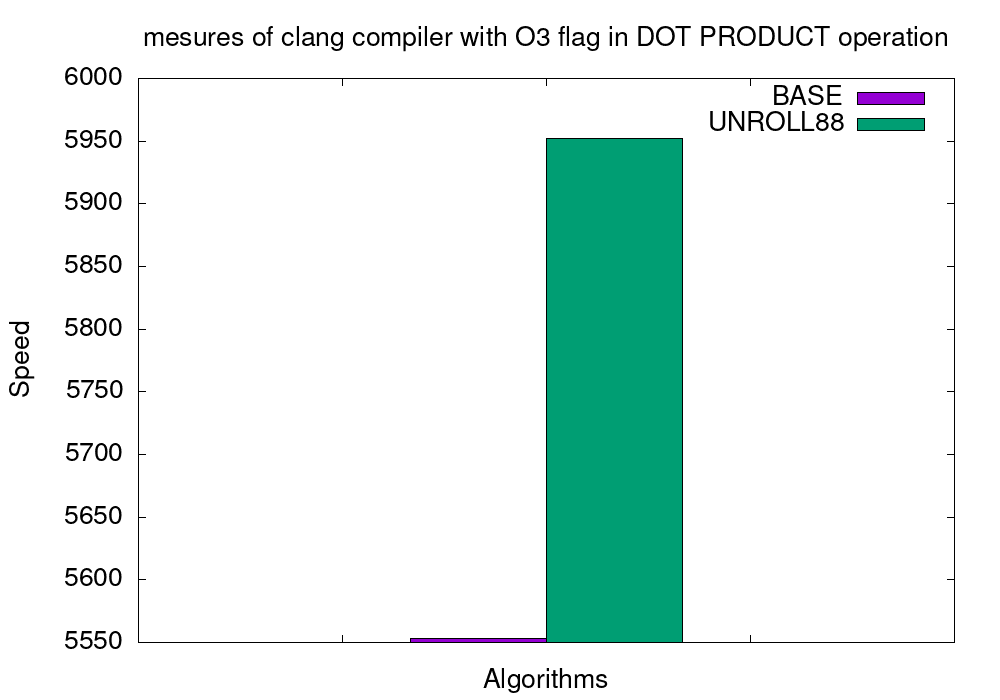 mesures of clang compiler with O3 flag in DOT PRODUCT operation
BASE
UNROLL88
6000
5950
5900
5850
5800
5750
5700
5650
5600
5550
Speed
Algorithms